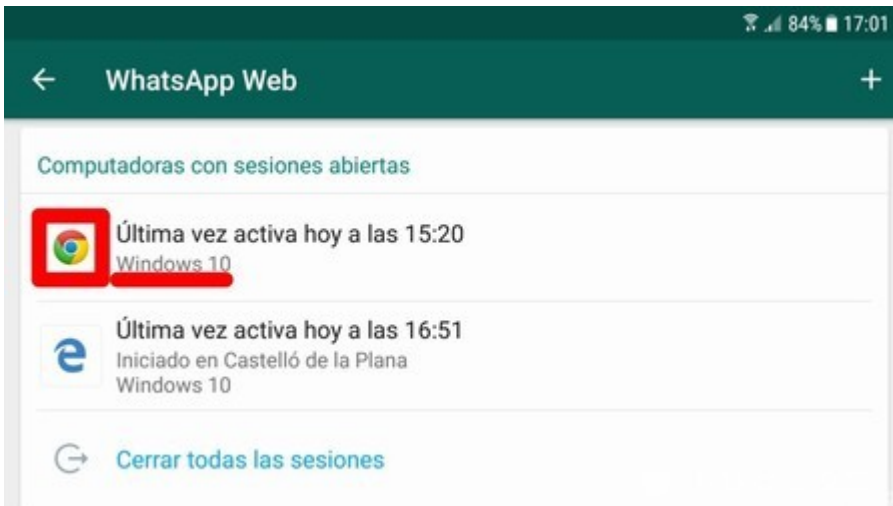 84% 17:01
WhatsApp Web
Computadoras con sesiones abiertas
Última vez activa hoy a las 15:20
Windows 10
Última vez activa hoy a las 16:51
Iniciado en Castelló de la Plana
Windows 10
Cerrar todas las sesiones